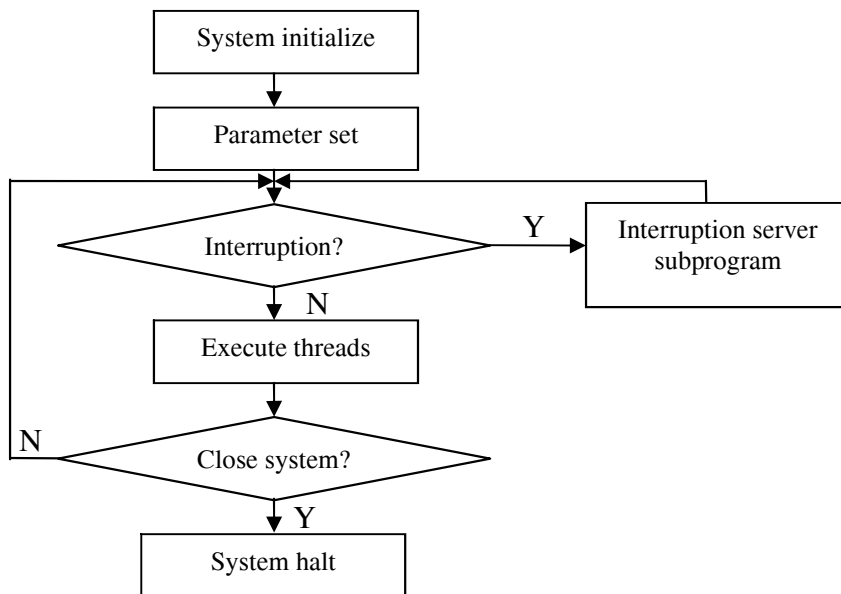 System initialize
Parameter set
Interruption?
Y
Interruption server
subprogram
N
Execute threads
N
Close system?
Y
System halt